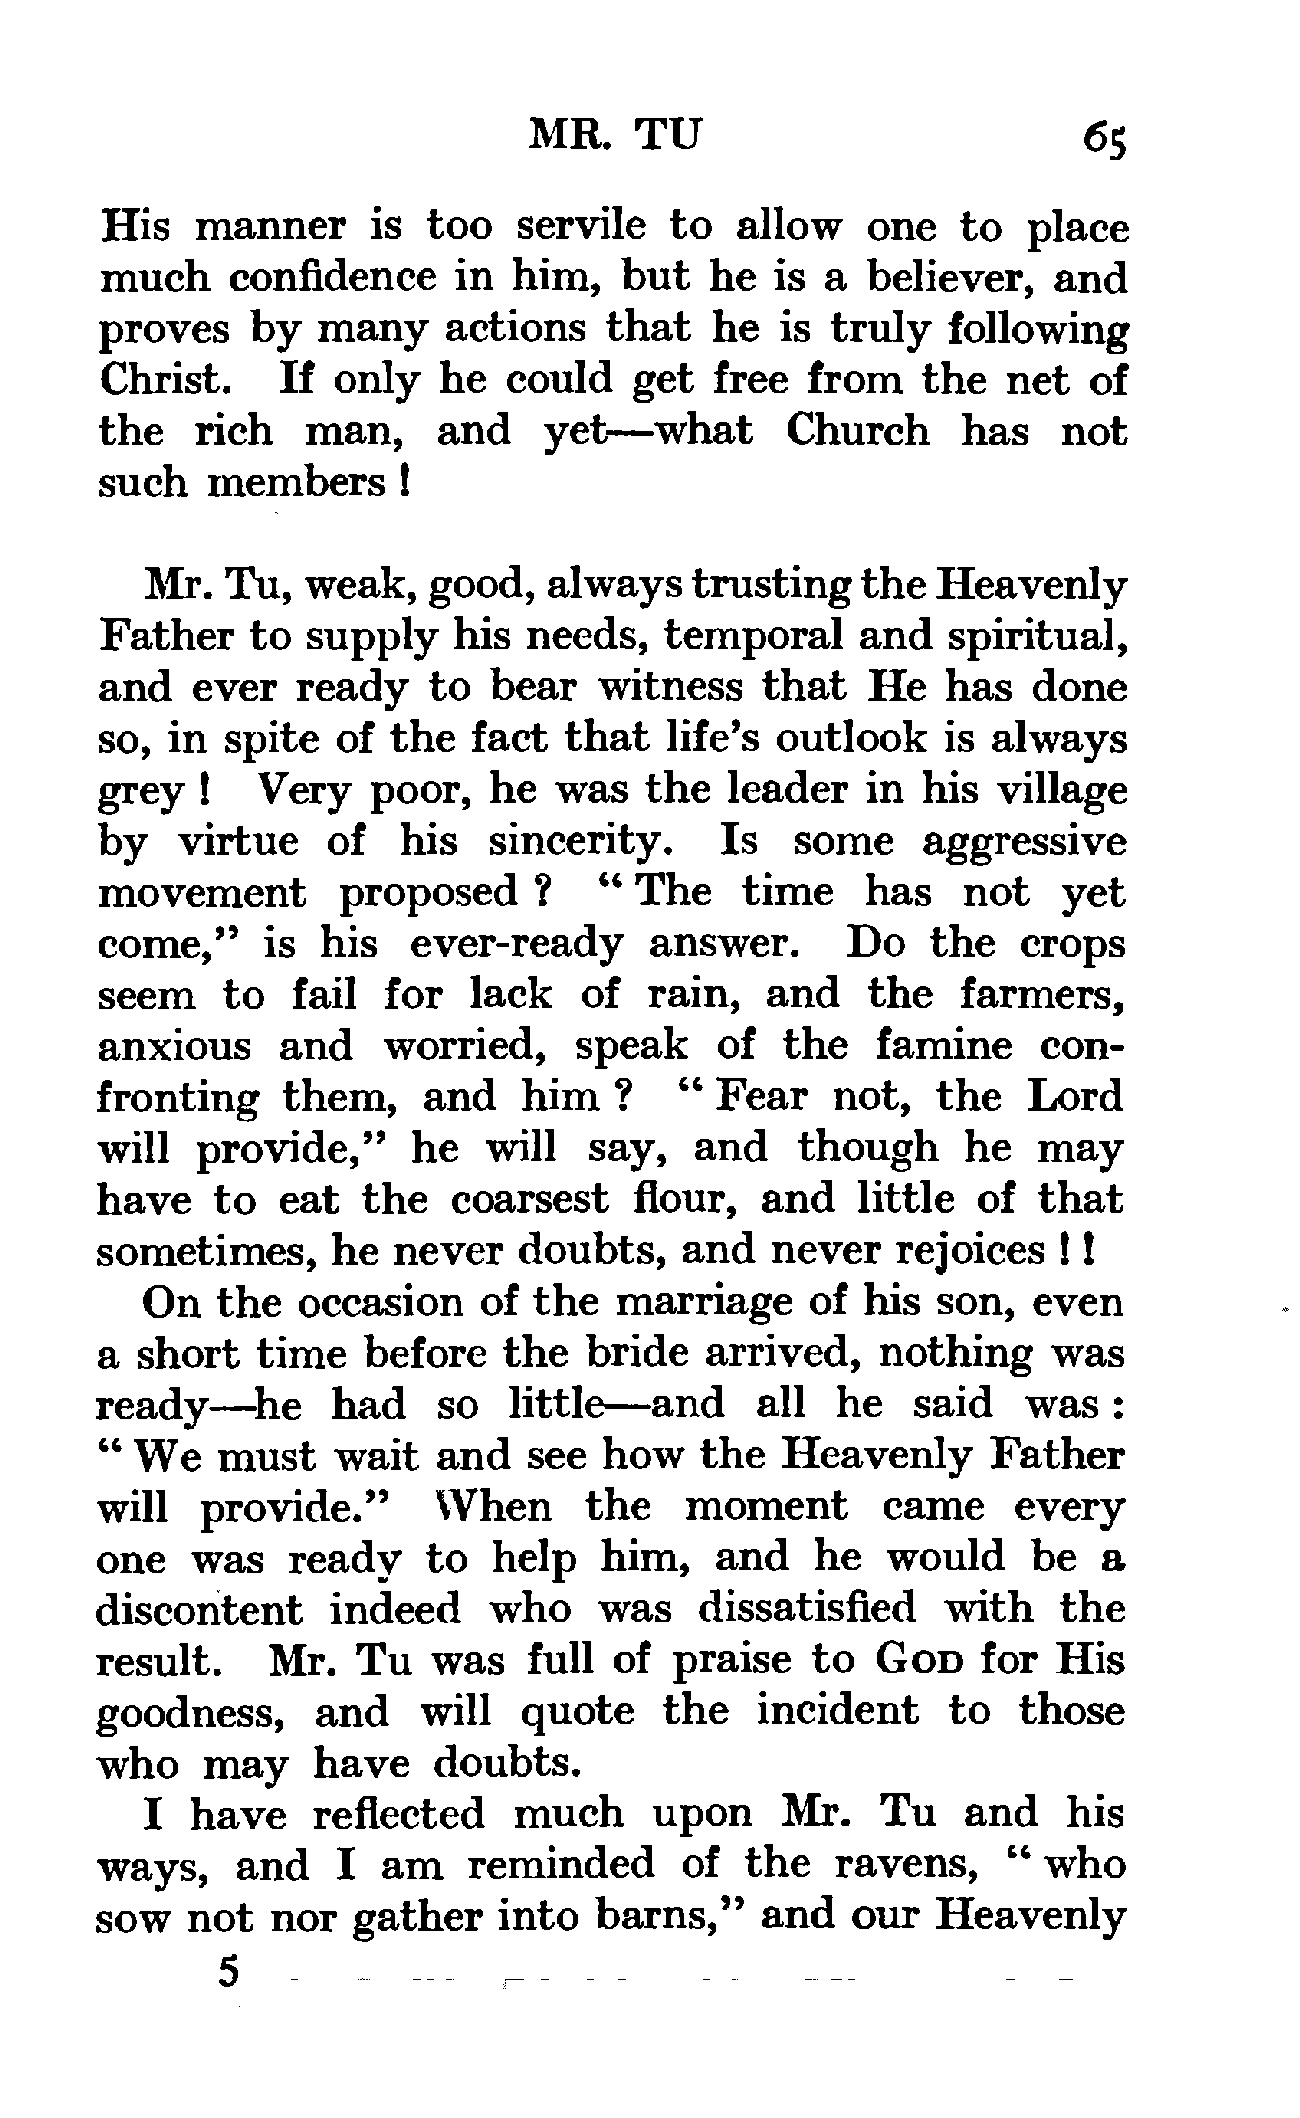 MR. TU 65
His manner is too servile to allow one to place
much confidence in him, but he is a believer, and
proves by many actions that he is truly following
Christ. If only he could get free from the net of
the rich man, and yet—what Church has not
such members !
Mr. Tu, weak, good, always trusting the Heavenly
Father to supply his needs, temporal and spiritual,
and ever ready to bear witness that He has done
so, in spite of the fact that life's outlook is always
grey ! Very poor, he was the leader in his village
by virtue of his sincerity. Is some aggressive
movement proposed ? “ The time has not yet
come,” is his ever-ready answer. Do the crops
seem to fail for lack of rain, and the farmers,
anxious and worried, speak of the famine con-
fronting them, and him ? “ Fear not, the Lord
will provide,” he will say, and though he may
have to eat the coarsest flour, and little of that
sometimes, he never doubts, and never rejoices ! !
On the occasion of the marriage of his son, even
a short time before the bride arrived, nothing was
ready—he had so little—and all he said was :
“ We must wait and see how the Heavenly Father
will provide.” When the moment came every
one was ready to help him, and he would be a
discontent indeed who was dissatisfied with the
result. Mr. Tu was full of praise to GOD for His
goodness, and will quote the incident to those
who may have doubts.
I have reflected much upon Mr. Tu and his
ways, and I am reminded of the ravens, “ who
sow not nor gather into barns,” and our Heavenly
5